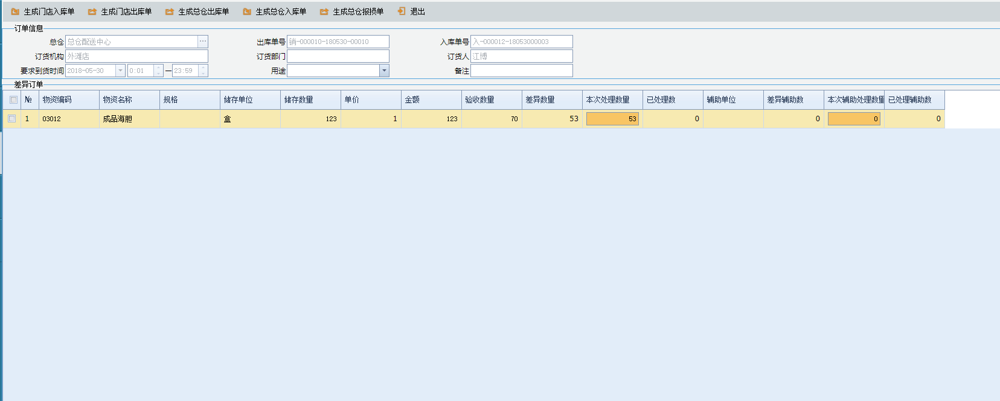 生成门店入库单 生成门店出库单 生成总仓出库单 生成总仓入库单 生成总仓报损单 退出
订单信息
总仓 总仓配送中心 ... 出库单号 销-000010-180530-00010 入库单号 入-000012-18053000003
订货机构 外滩店 订货部门 订货人 江博
要求到货时间 2018-05-30 0:01 — 23:59 用途 备注
差异订单
№ 物资编码 物资名称 规格 储存单位 储存数量 单价 金额 验收数量 差异数量 本次处理数量 已处理数 辅助单位 差异辅助数 本次辅助处理数量 已处理辅助数
1 03012 成品海胆 盒 123 1 123 70 53 53 0 0 0 0